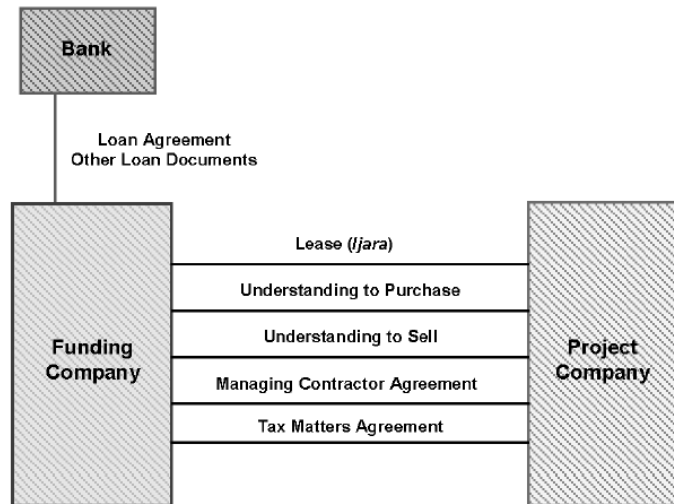 Bank
Loan Agreement
Other Loan Documents
Lease (Ijara)
Understanding to Purchase
Understanding to Sell
Managing Contractor Agreement
Tax Matters Agreement
Funding
Company
Project
Company